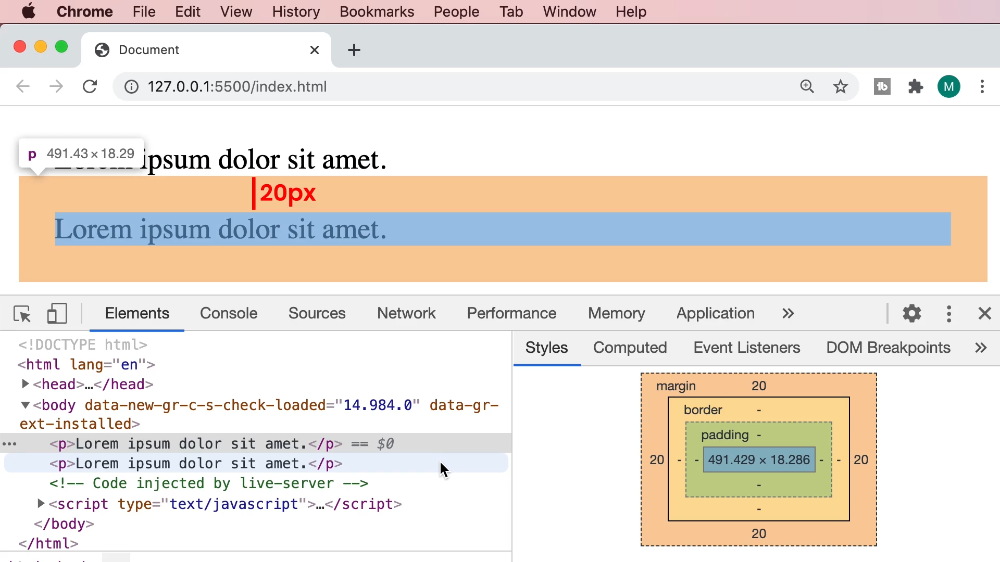 Chrome File Edit View History Bookmarks People Tab Window Help
Document
127.0.0.1:5500/index.html
M
p 491.43×18.29
ipsum dolor sit amet.
20px
Lorem ipsum dolor sit amet.
Elements Console Sources Network Performance Memory Application
Styles Computed Event Listeners DOM Breakpoints
<!DOCTYPE html>
<html lang="en">
<head>…</head>
<body data-new-gr-c-s-check-loaded="14.984.0" data-gr-
ext-installed>
<p>Lorem ipsum dolor sit amet.</p> == $0
<p>Lorem ipsum dolor sit amet.</p>
<!-- Code injected by live-server -->
<script type="text/javascript">…</script>
</body>
</html>
margin 20
border -
padding -
20 - - 491.429 × 18.286 - - 20
-
-
20